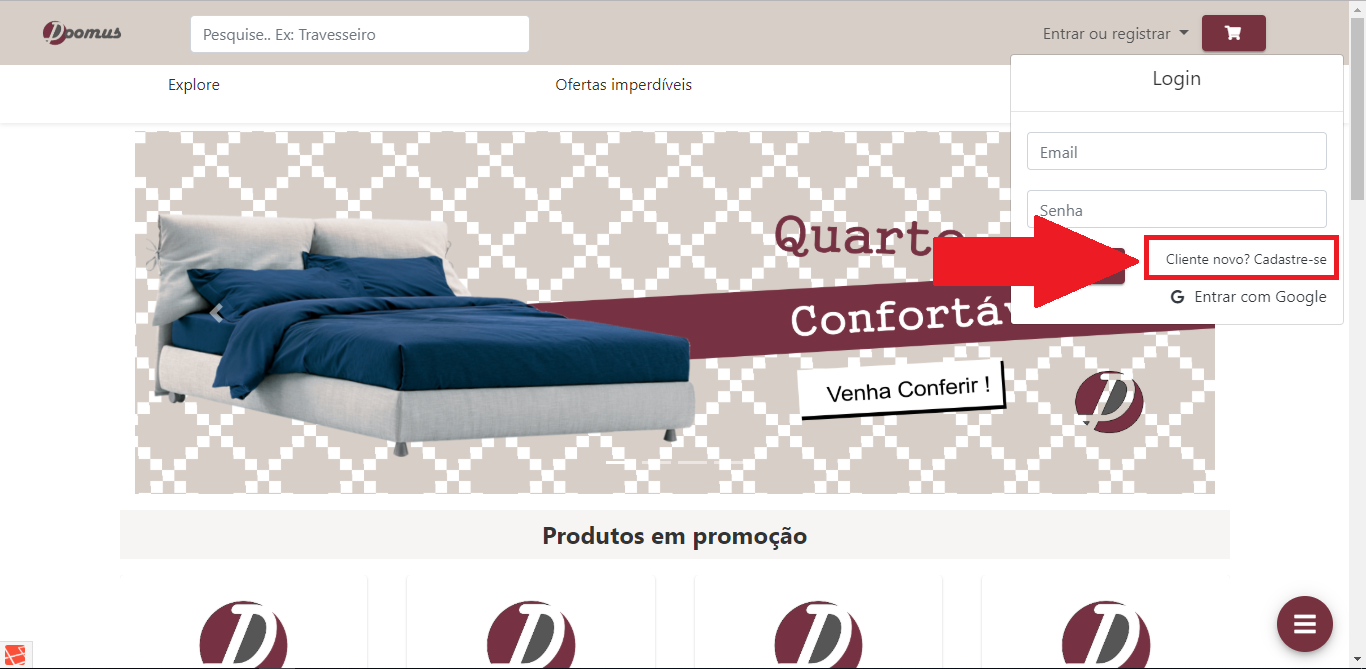 Dpomus
Pesquise.. Ex: Travesseiro
Entrar ou registrar
Explore
Ofertas imperdíveis
Login
Email
Senha
Cliente novo? Cadastre-se
Entrar com Google
Quarto
Confortáv
Venha Conferir !
Produtos em promoção